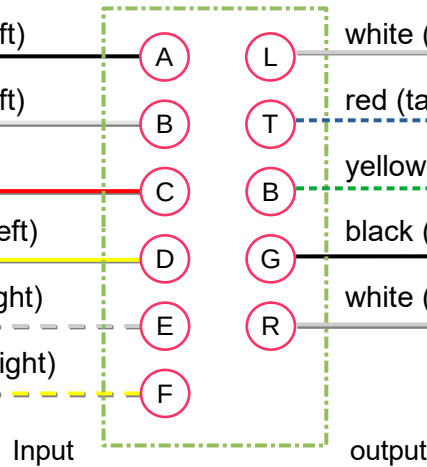 ft)
A
L
white (
ft)
B
T
red (ta
C
B
yellow
eft)
D
G
black (
ght)
E
R
white (
ight)
F
Input
output